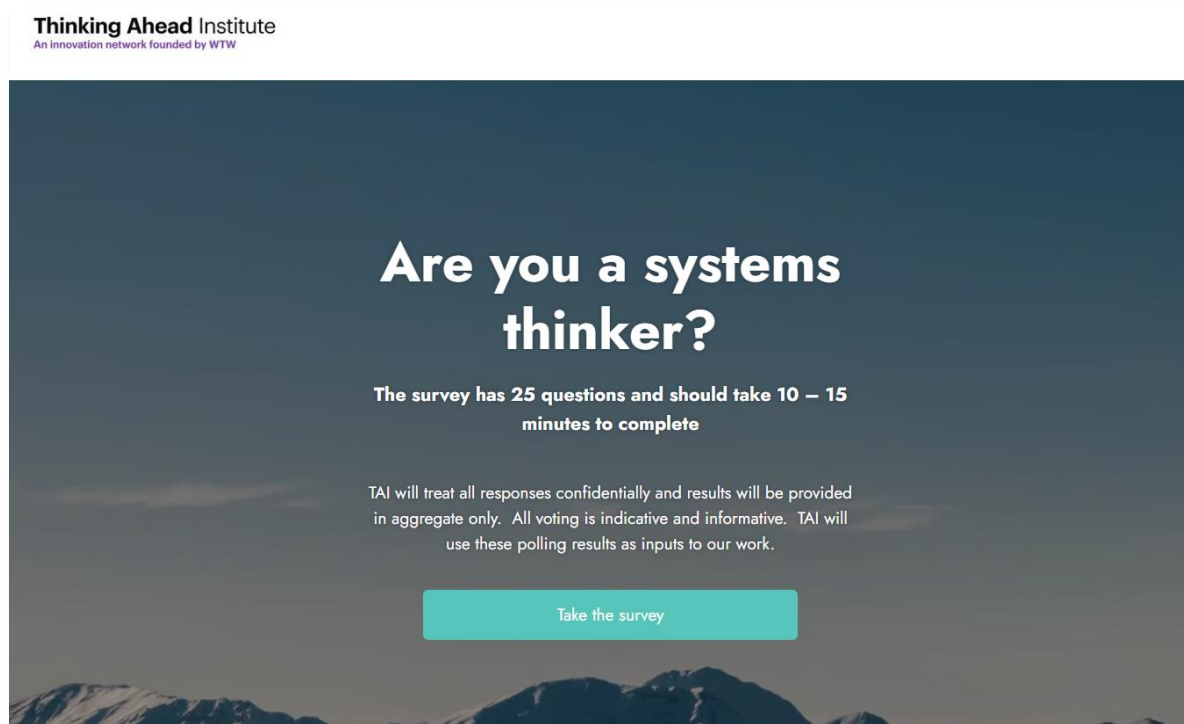 Thinking Ahead Institute
An innovation network founded by WTW
Are you a systems
thinker?
The survey has 25 questions and should take 10 – 15
minutes to complete
TAI will treat all responses confidentially and results will be provided
in aggregate only.  All voting is indicative and informative.  TAI will
use these polling results as inputs to our work.
Take the survey